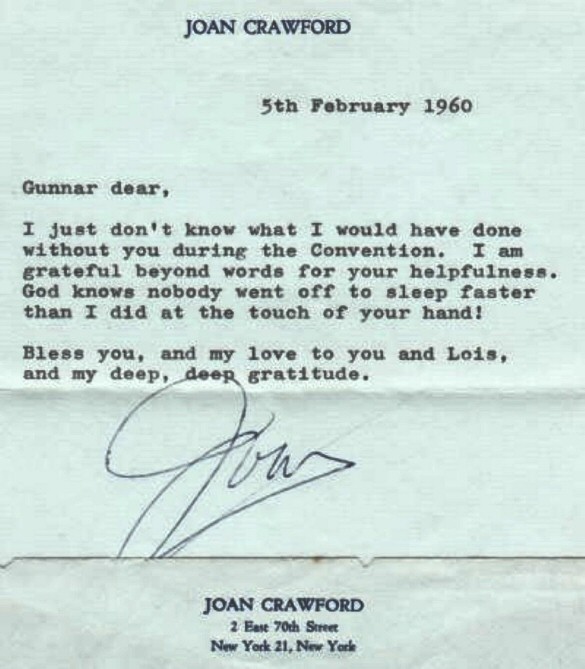 JOAN CRAWFORD
5th February 1960
Gunnar dear,
I just don't know what I would have done
without you during the Convention. I am
grateful beyond words for your helpfulness.
God knows nobody went off to sleep faster
than I did at the touch of your hand!
Bless you, and my love to you and Lois,
and my deep, deep gratitude.
Joan
JOAN CRAWFORD
2 East 70th Street
New York 21, New York